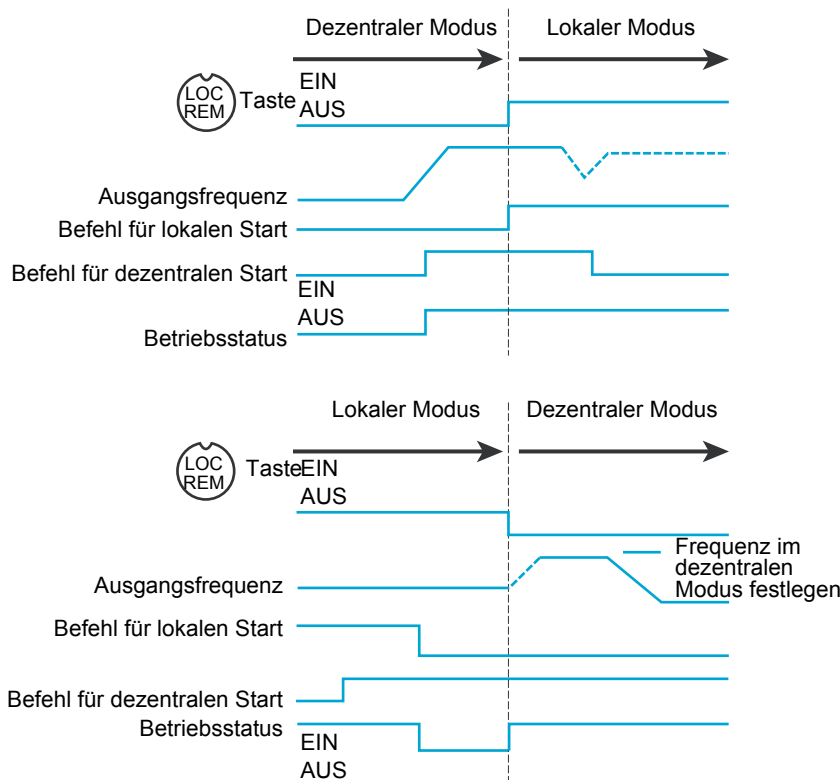 Dezentraler Modus
Lokaler Modus
LOC
REM
Taste
EIN
AUS
Ausgangsfrequenz
Befehl für lokalen Start
Befehl für dezentralen Start
EIN
AUS
Betriebsstatus
Lokaler Modus
Dezentraler Modus
LOC
REM
Taste
EIN
AUS
Frequenz im
dezentralen
Modus festlegen
Ausgangsfrequenz
Befehl für lokalen Start
Befehl für dezentralen Start
Betriebsstatus
EIN
AUS